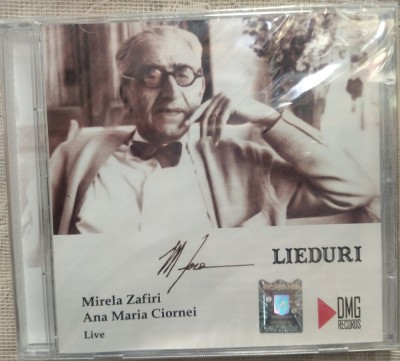 LIEDURI
Mirela Zafiri
Ana Maria Ciornei
Live
DMG
RECORDS